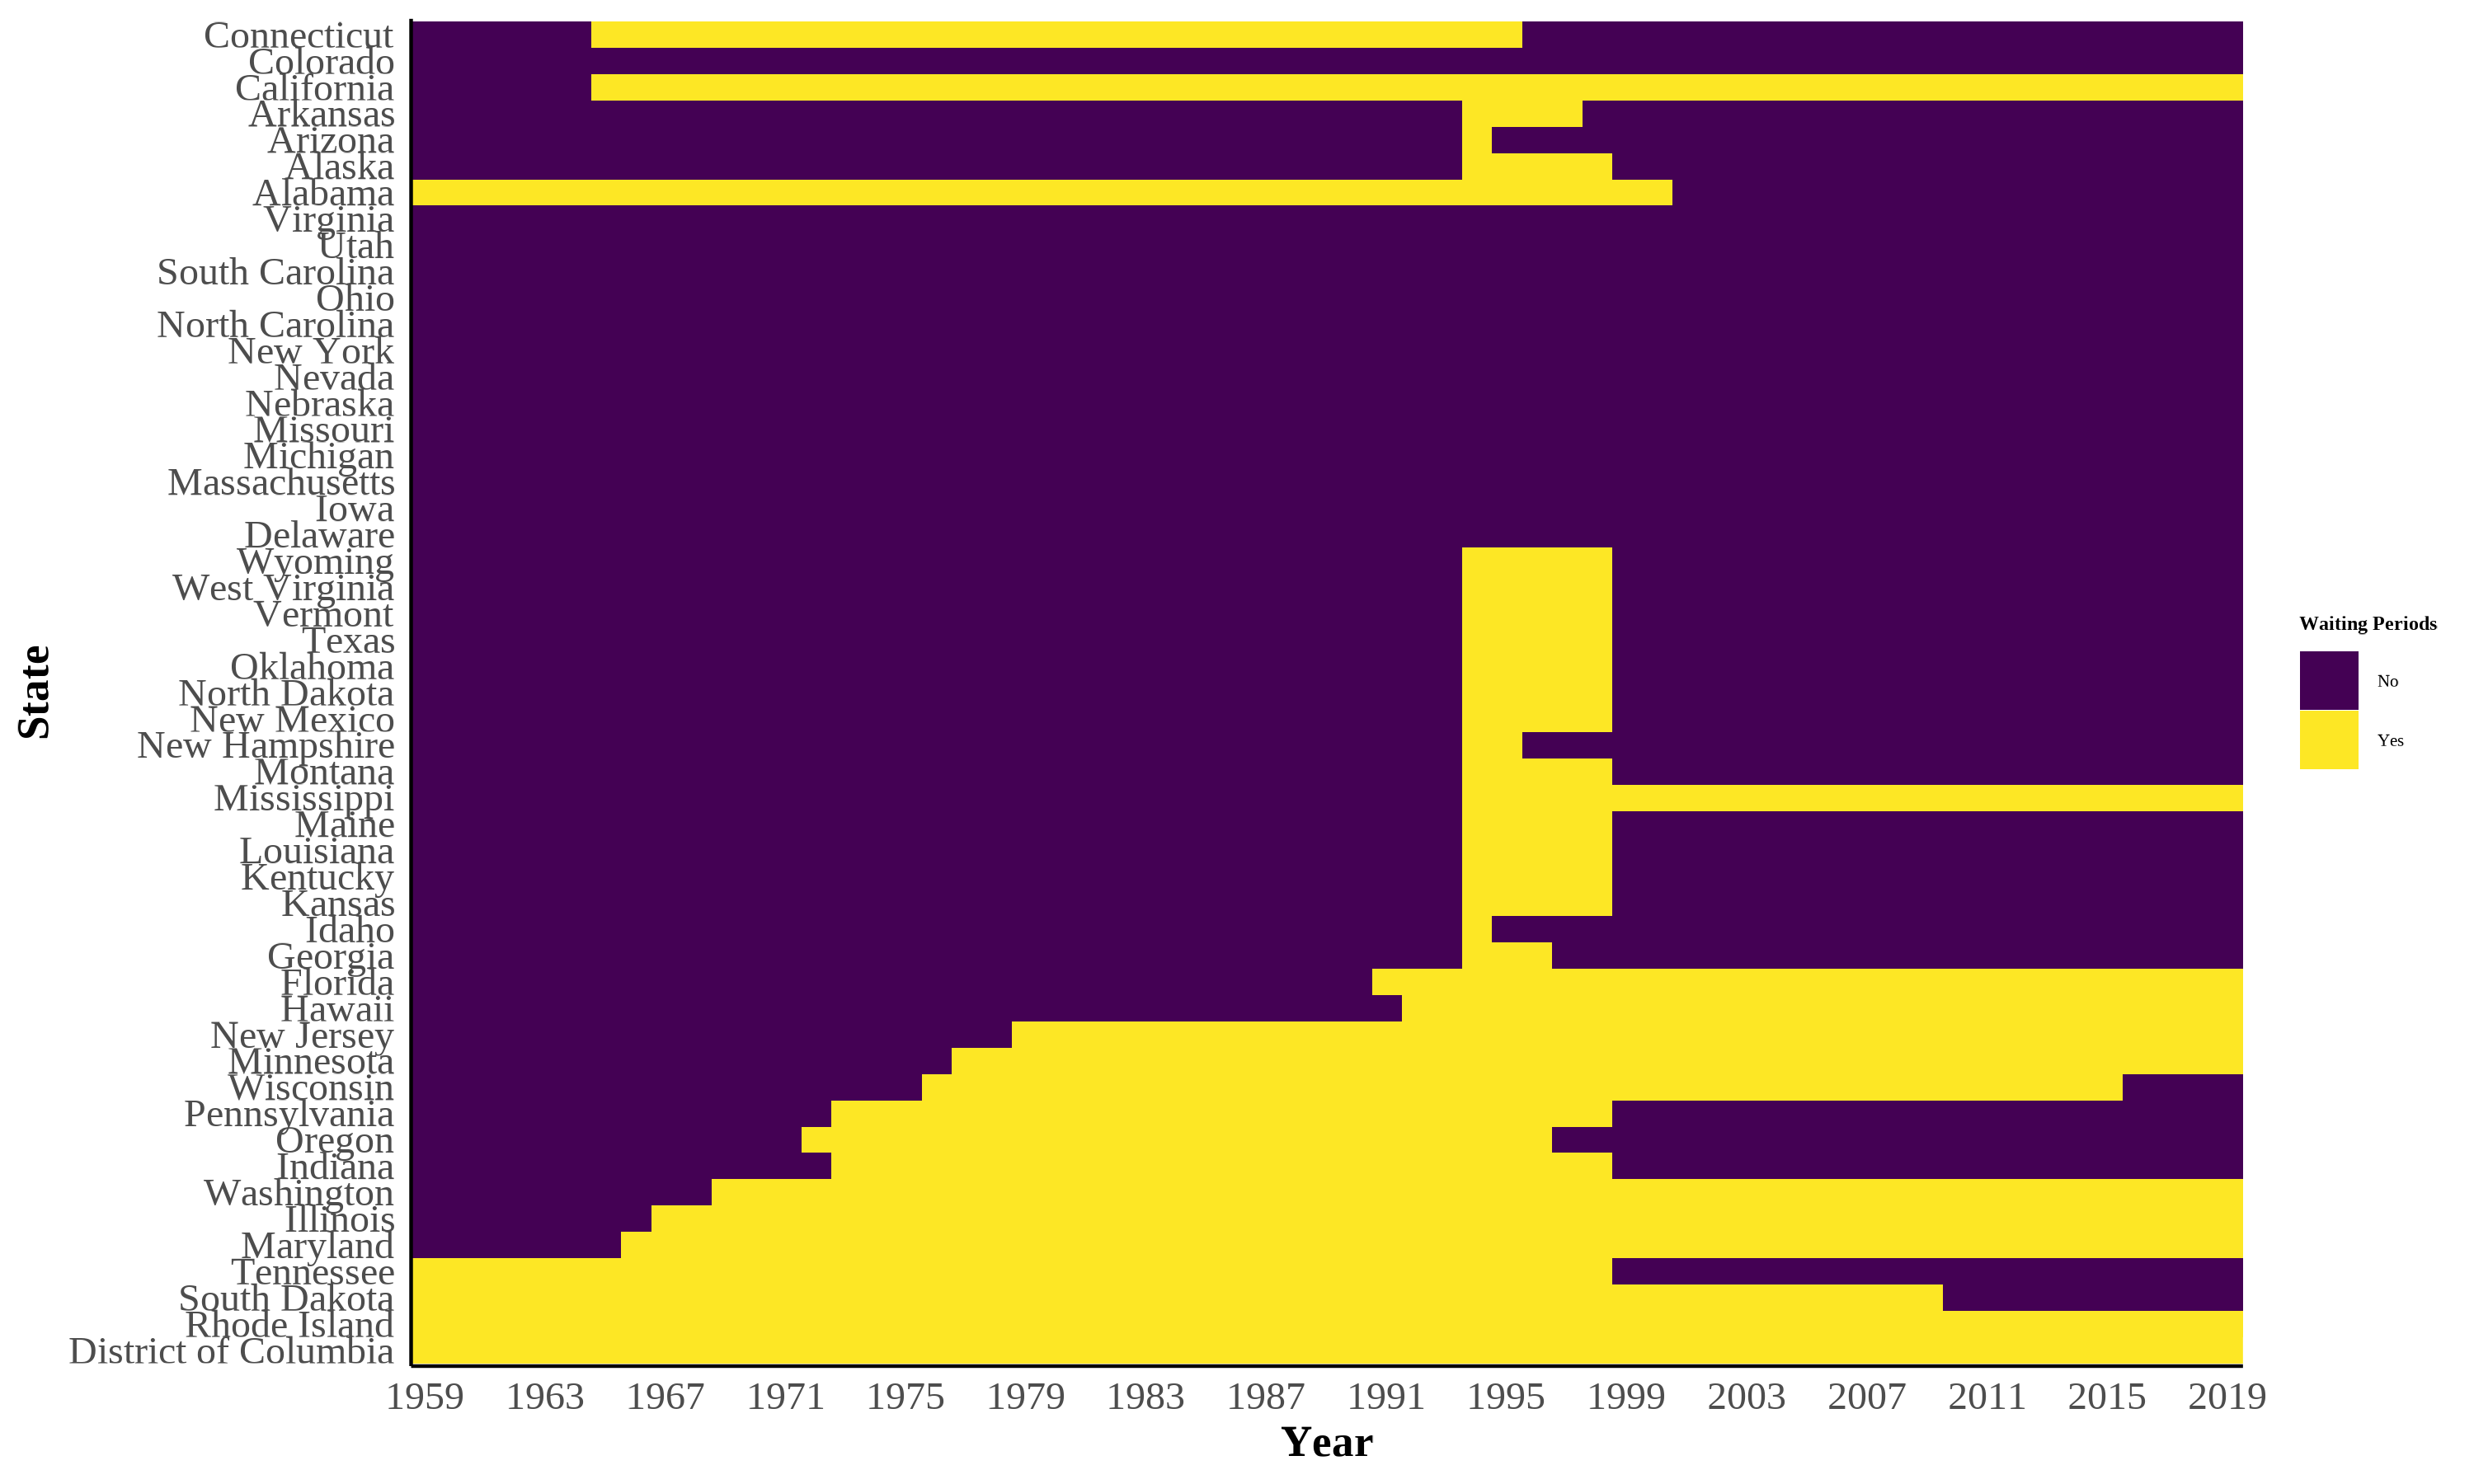 Connecticut
Colorado
California
Arkansas
Arizona
Alaska
Alabama
Virginia
Utah
South Carolina
Ohio
North Carolina
New York
Nevada
Nebraska
Missouri
Michigan
Massachusetts
Iowa
Delaware
Wyoming
West Virginia
Vermont
Texas
Oklahoma
North Dakota
New Mexico
New Hampshire
Montana
Mississippi
Maine
Louisiana
Kentucky
Kansas
Idaho
Georgia
Florida
Hawaii
New Jersey
Minnesota
Wisconsin
Pennsylvania
Oregon
Indiana
Washington
Illinois
Maryland
Tennessee
South Dakota
Rhode Island
District of Columbia
State
1959 1963 1967 1971 1975 1979 1983 1987 1991 1995 1999 2003 2007 2011 2015 2019
Year
Waiting Periods
No
Yes